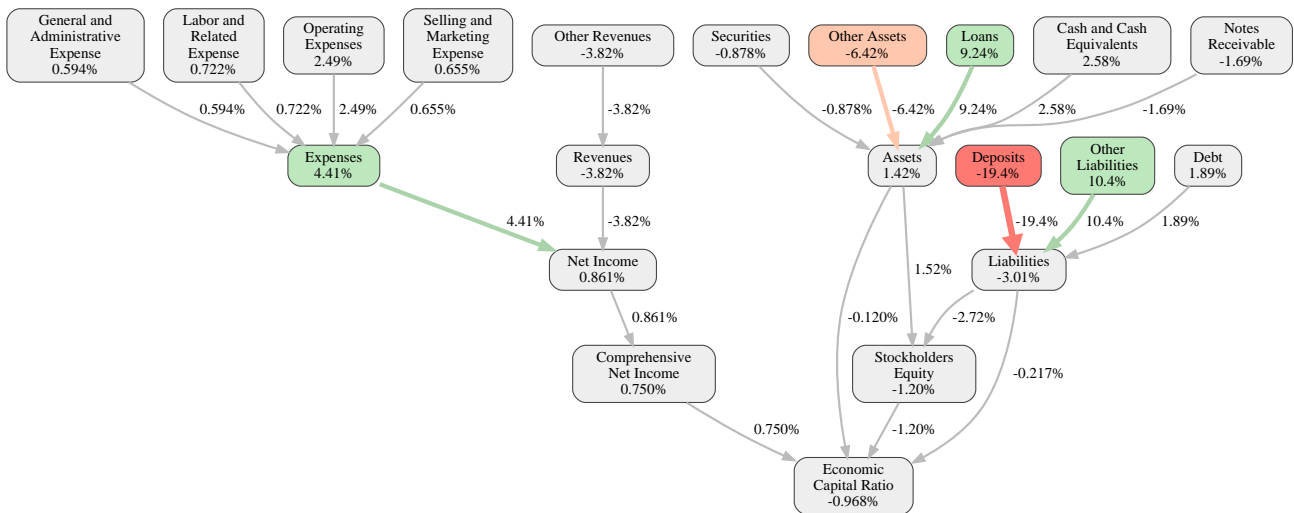 General and
Administrative
Expense
0.594%
Labor and
Related
Expense
0.722%
Operating
Expenses
2.49%
Selling and
Marketing
Expense
0.655%
Other Revenues
-3.82%
Securities
-0.878%
Other Assets
-6.42%
Loans
9.24%
Cash and Cash
Equivalents
2.58%
Notes
Receivable
-1.69%
0.594%
0.722%
2.49%
0.655%
-3.82%
-0.878%
-6.42%
9.24%
2.58%
-1.69%
Expenses
4.41%
Revenues
-3.82%
Assets
1.42%
Deposits
-19.4%
Other
Liabilities
10.4%
Debt
1.89%
4.41%
-3.82%
-19.4%
10.4%
1.89%
Net Income
0.861%
1.52%
Liabilities
-3.01%
0.861%
-0.120%
-2.72%
Comprehensive
Net Income
0.750%
Stockholders
Equity
-1.20%
-0.217%
0.750%
-1.20%
Economic
Capital Ratio
-0.968%